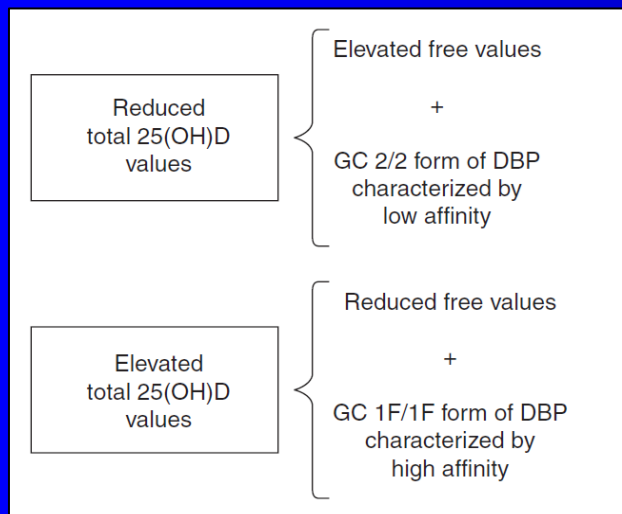 Reduced
total 25(OH)D
values
Elevated free values
+
GC 2/2 form of DBP
characterized by
low affinity
Elevated
total 25(OH)D
values
Reduced free values
+
GC 1F/1F form of DBP
characterized by
high affinity